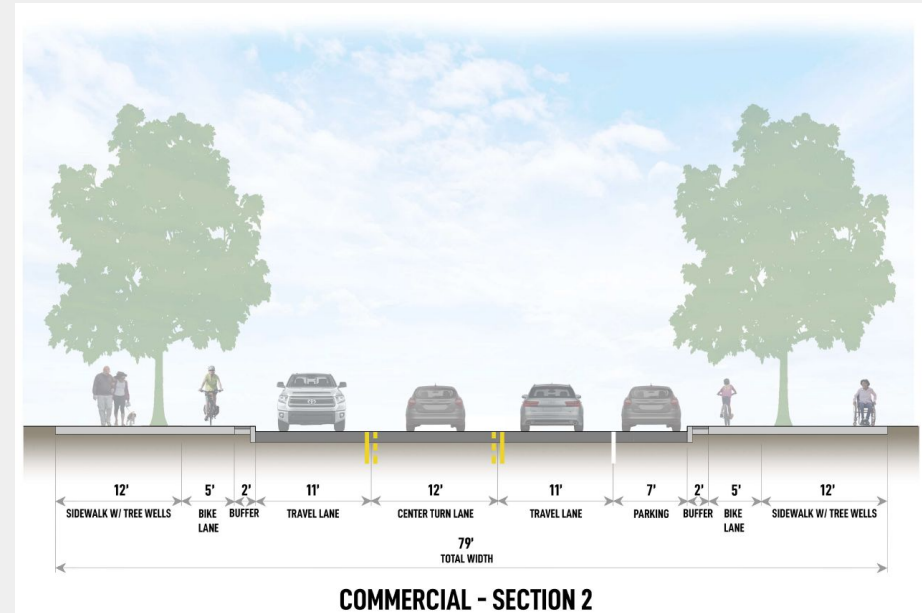 12' 5' 2' 11' 12' 11' 7' 2' 5' 12'
SIDEWALK W/ TREE WELLS BIKE LANE BUFFER TRAVEL LANE CENTER TURN LANE TRAVEL LANE PARKING BUFFER BIKE LANE SIDEWALK W/ TREE WELLS
79'
TOTAL WIDTH
COMMERCIAL - SECTION 2